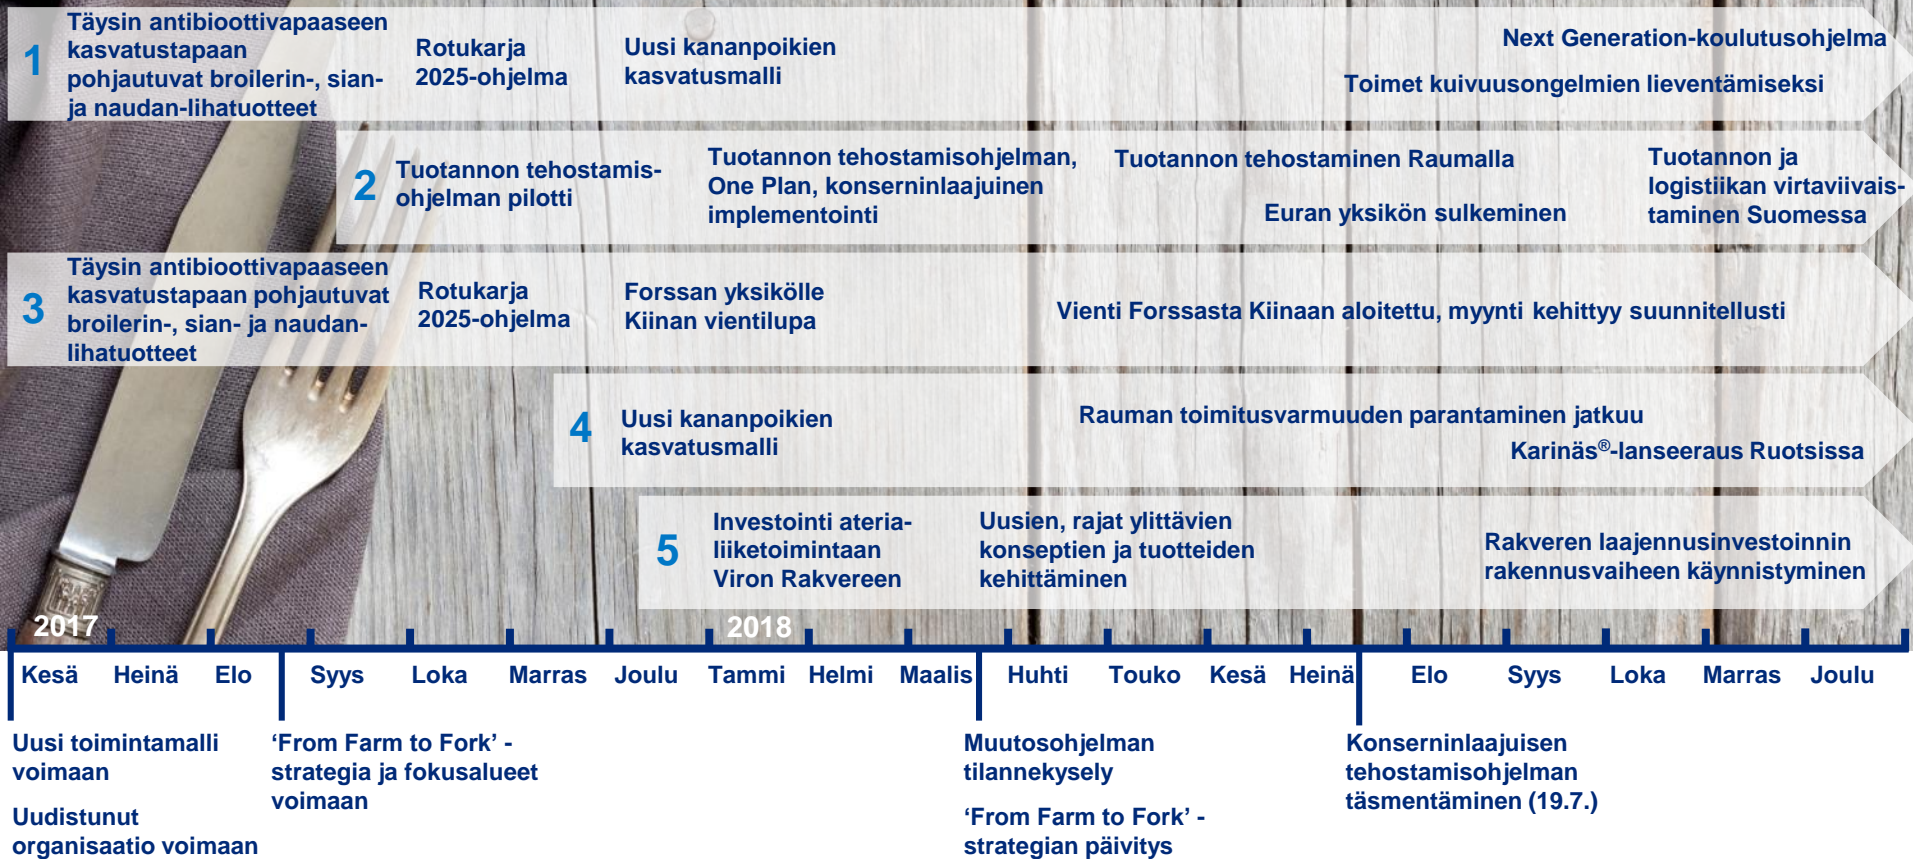 1
Täysin antibioottivapaaseen
kasvatustapaan
pohjautuvat broilerin-, sian-
ja naudan-lihatuotteet
Rotukarja
2025-ohjelma
Uusi kananpoikien
kasvatusmalli
Next Generation-koulutusohjelma
Toimet kuivuusongelmien lieventämiseksi
2
Tuotannon tehostamis-
ohjelman pilotti
Tuotannon tehostamisohjelman,
One Plan, konserninlaajuinen
implementointi
Tuotannon tehostaminen Raumalla
Euran yksikön sulkeminen
Tuotannon ja
logistiikan virtaviivais-
taminen Suomessa
3
Täysin antibioottivapaaseen
kasvatustapaan pohjautuvat
broilerin-, sian- ja naudan-
lihatuotteet
Rotukarja
2025-ohjelma
Forssan yksikölle
Kiinan vientilupa
Vienti Forssasta Kiinaan aloitettu, myynti kehittyy suunnitellusti
4
Uusi kananpoikien
kasvatusmalli
Rauman toimitusvarmuuden parantaminen jatkuu
Karinäs®-lanseeraus Ruotsissa
5
Investointi ateria-
liiketoimintaan
Viron Rakvereen
Uusien, rajat ylittävien
konseptien ja tuotteiden
kehittäminen
Rakveren laajennusinvestoinnin
rakennusvaiheen käynnistyminen
2017 2018
Kesä Heinä Elo Syys Loka Marras Joulu Tammi Helmi Maalis Huhti Touko Kesä Heinä Elo Syys Loka Marras Joulu
Uusi toimintamalli
voimaan
Uudistunut
organisaatio voimaan
‘From Farm to Fork’ -
strategia ja fokusalueet
voimaan
Muutosohjelman
tilannekysely
‘From Farm to Fork’ -
strategian päivitys
Konserninlaajuisen
tehostamisohjelman
täsmentäminen (19.7.)